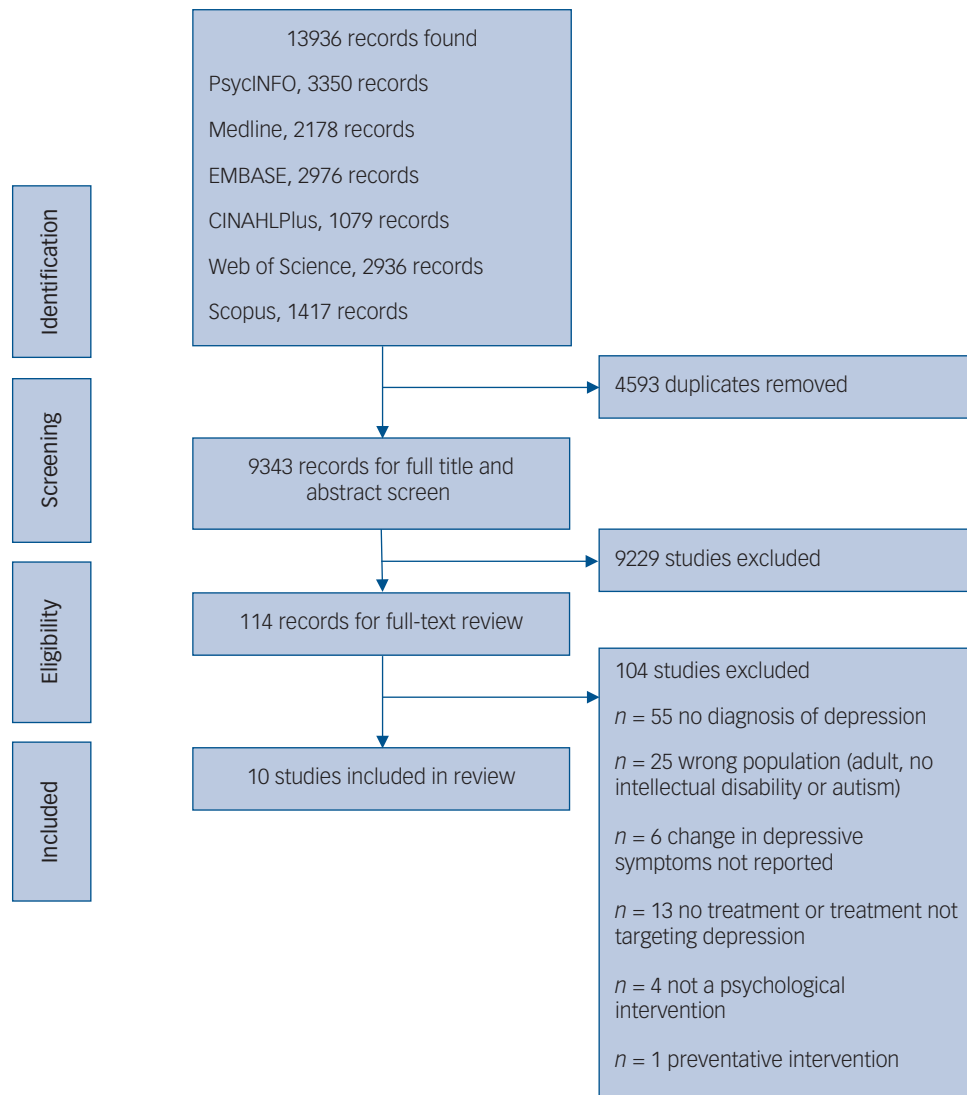 13936 records found
PsycINFO, 3350 records
Medline, 2178 records
EMBASE, 2976 records
CINAHLPlus, 1079 records
Web of Science, 2936 records
Scopus, 1417 records
Identification
4593 duplicates removed
Screening
9343 records for full title and
abstract screen
9229 studies excluded
Eligibility
114 records for full-text review
104 studies excluded
n = 55 no diagnosis of depression
n = 25 wrong population (adult, no
intellectual disability or autism)
n = 6 change in depressive
symptoms not reported
n = 13 no treatment or treatment not
targeting depression
n = 4 not a psychological
intervention
n = 1 preventative intervention
Included
10 studies included in review